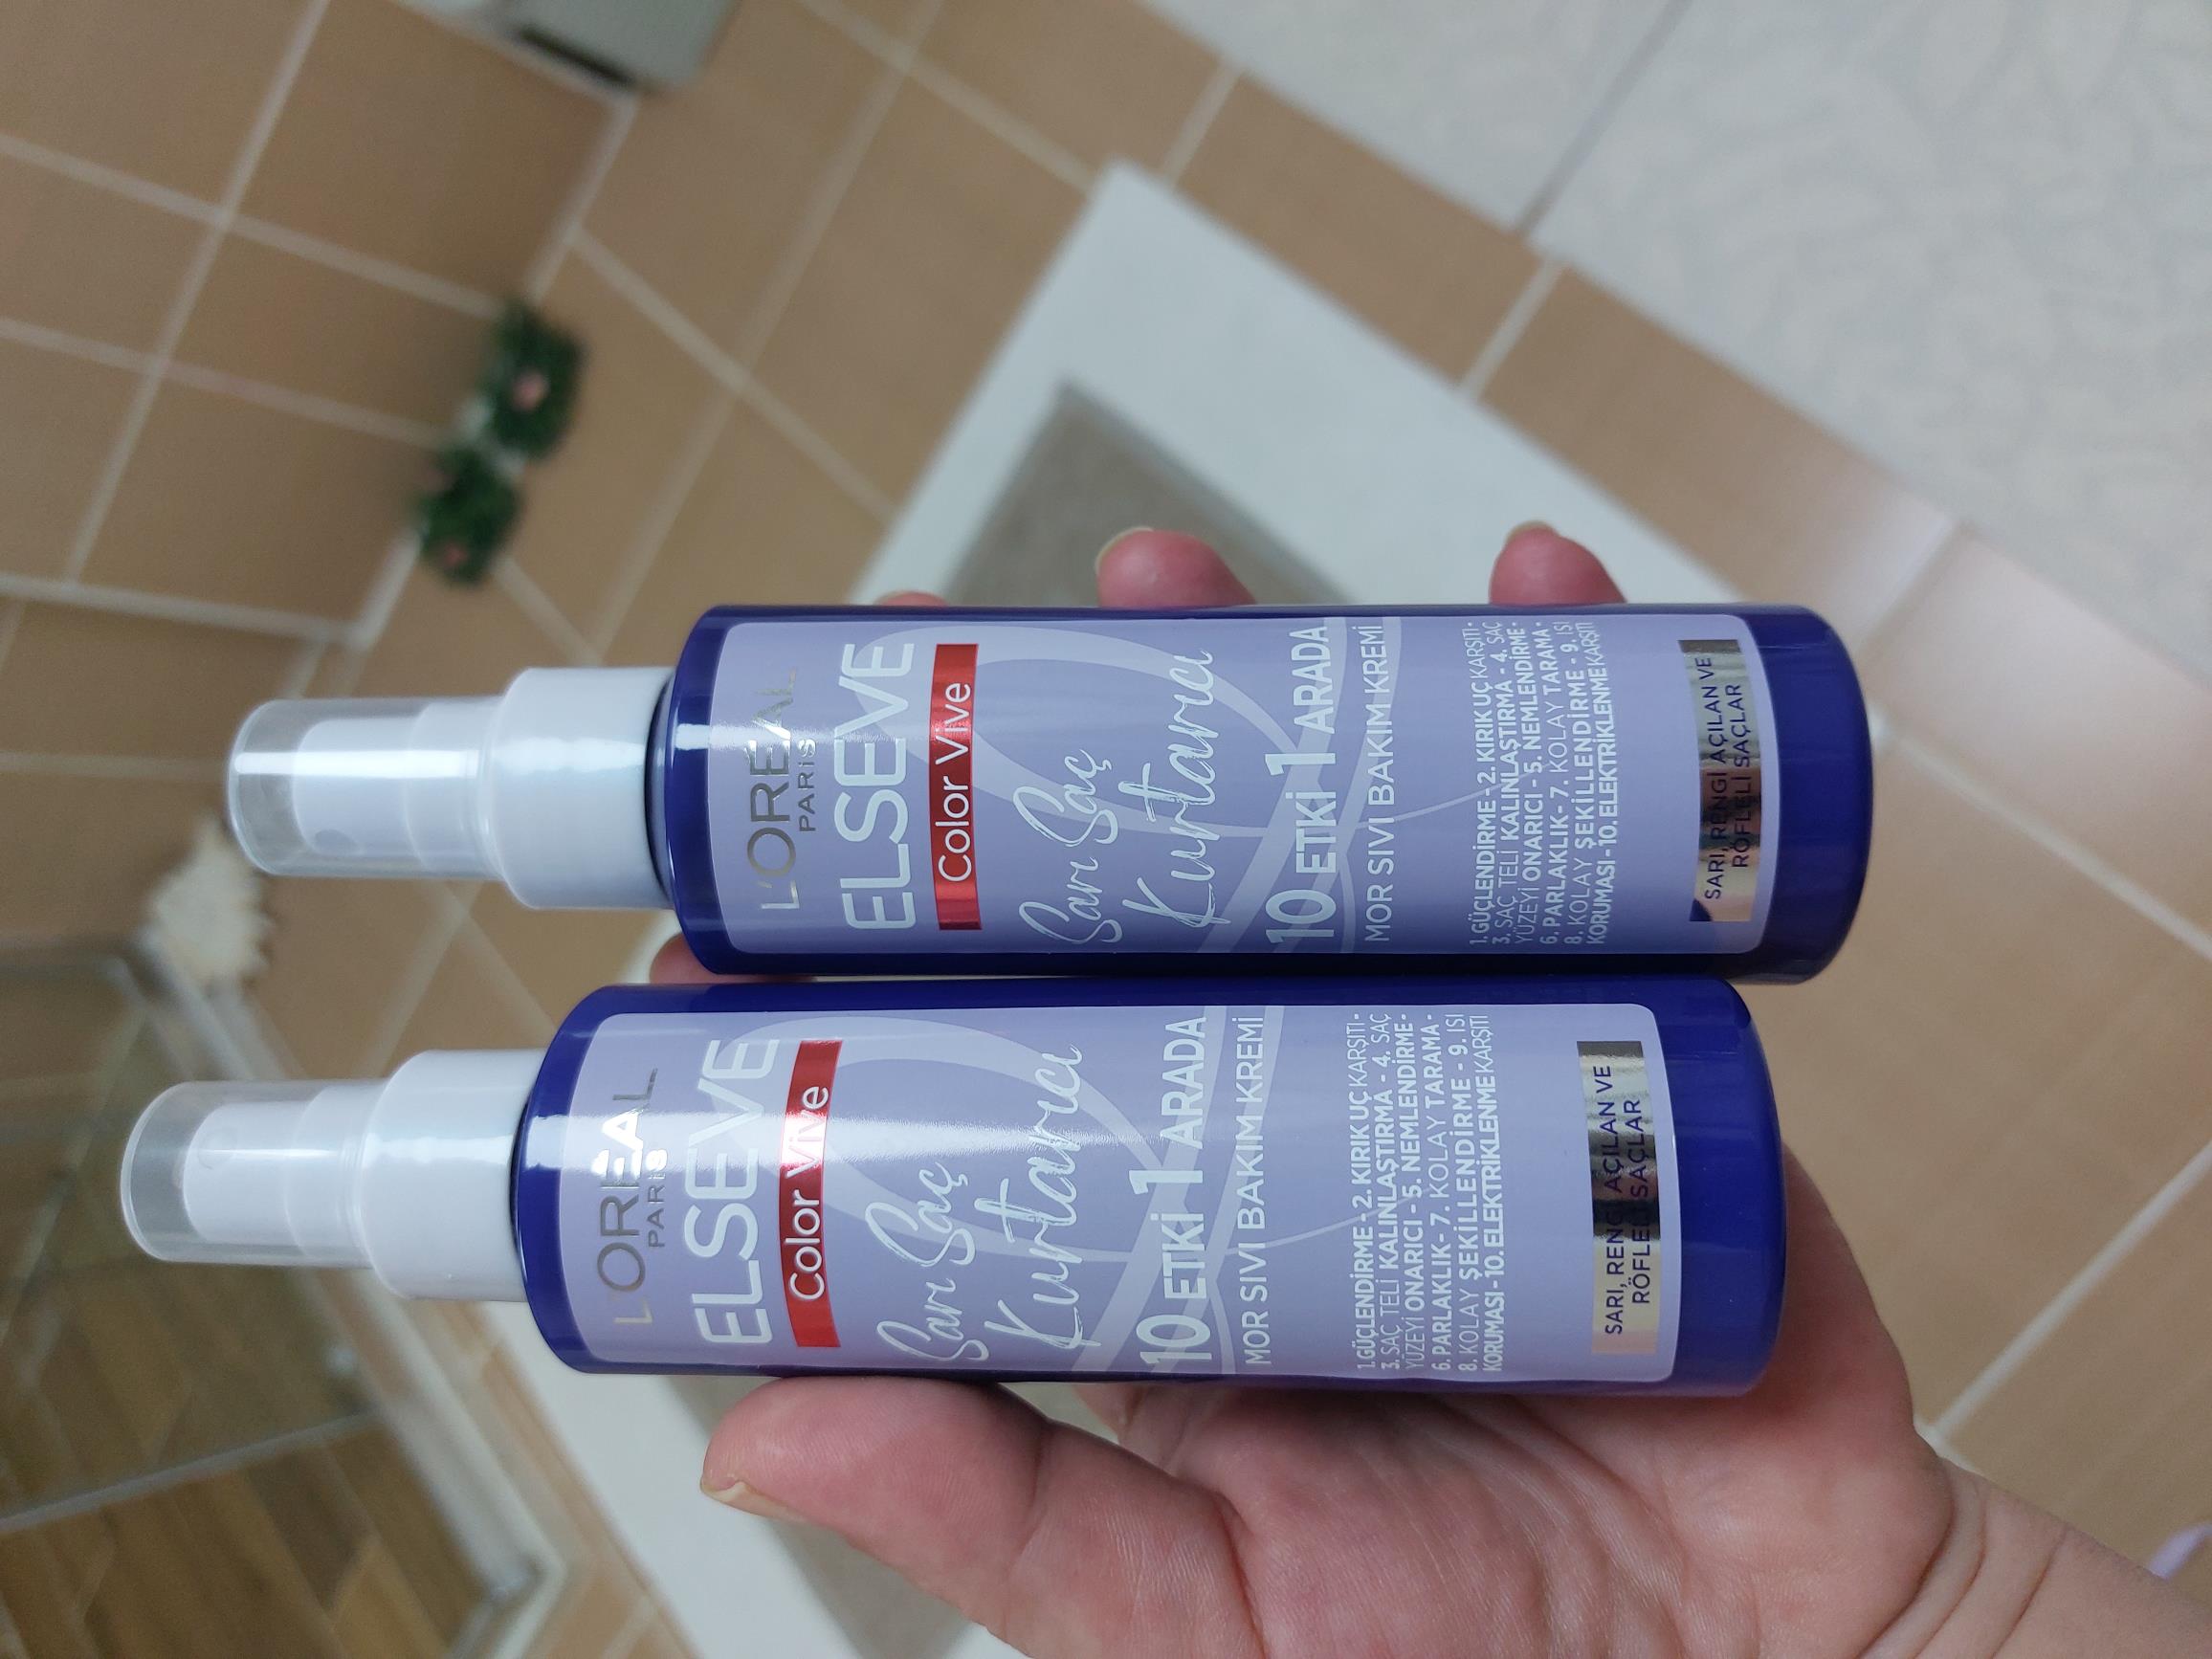 L'ORÉAL
PARIS
ELSEVE
Color Vive
Sarı Saç
Kurtarıcı
10 ETKİ 1 ARADA
MOR SIVI BAKIM KREMİ
1.GÜÇLENDİRME - 2. KIRIK UÇ KARŞITI -
3. SAÇ TELİ KALINLAŞTIRMA - 4. SAÇ
YÜZEYİ ONARICI - 5. NEMLENDİRME -
6. PARLAKLIK - 7. KOLAY TARAMA -
8. KOLAY ŞEKİLLENDİRME - 9. ISI
KORUMASI - 10. ELEKTRİKLENME KARŞITI
SARI, RENGİ AÇILAN VE
RÖFLELİ SAÇLAR
L'ORÉAL
PARIS
ELSEVE
Color Vive
Sarı Saç
Kurtarıcı
10 ETKİ 1 ARADA
MOR SIVI BAKIM KREMİ
1.GÜÇLENDİRME - 2. KIRIK UÇ KARŞITI -
3. SAÇ TELİ KALINLAŞTIRMA - 4. SAÇ
YÜZEYİ ONARICI - 5. NEMLENDİRME -
6. PARLAKLIK - 7. KOLAY TARAMA -
8. KOLAY ŞEKİLLENDİRME - 9. ISI
KORUMASI - 10. ELEKTRİKLENME KARŞITI
SARI, RENGİ AÇILAN VE
RÖFLELİ SAÇLAR